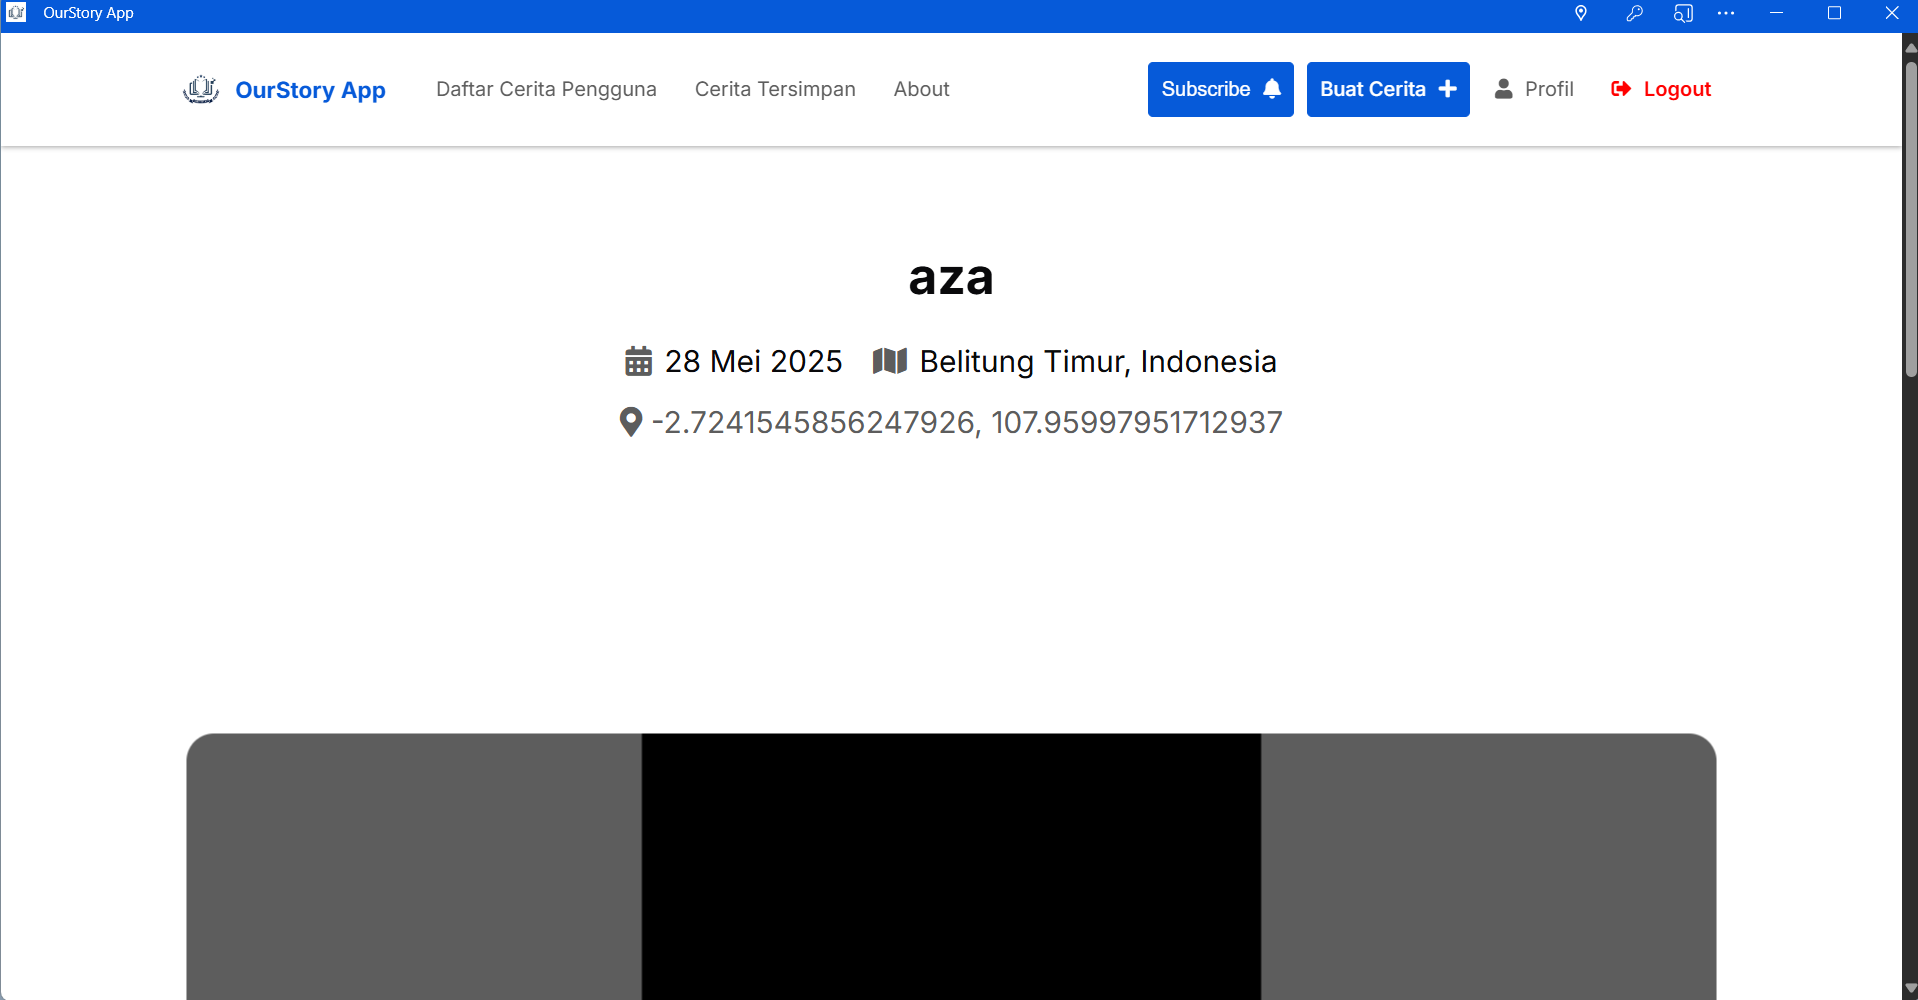 OurStory App
OurStory App Daftar Cerita Pengguna Cerita Tersimpan About Subscribe Buat Cerita Profil Logout
aza
28 Mei 2025 Belitung Timur, Indonesia
-2.7241545856247926, 107.95997951712937